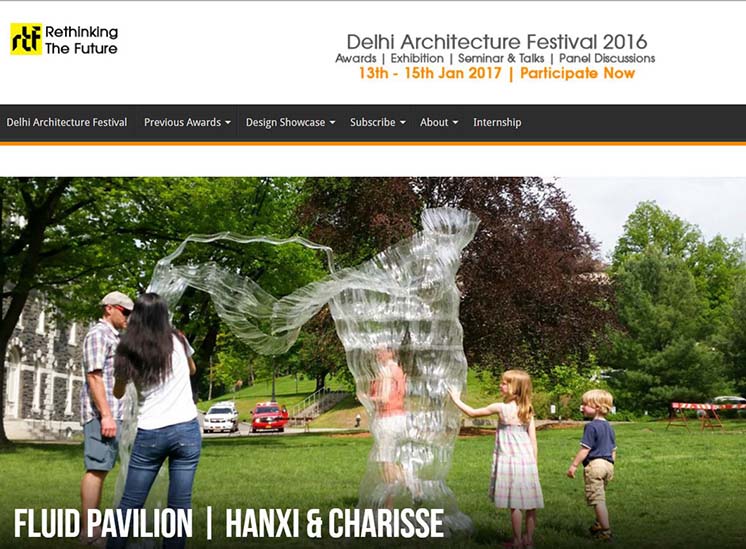 rtf
Rethinking
The Future
Delhi Architecture Festival 2016
Awards | Exhibition | Seminar & Talks | Panel Discussions
13th - 15th Jan 2017 | Participate Now
Delhi Architecture Festival Previous Awards Design Showcase Subscribe About Internship
FLUID PAVILION | HANXI & CHARISSE